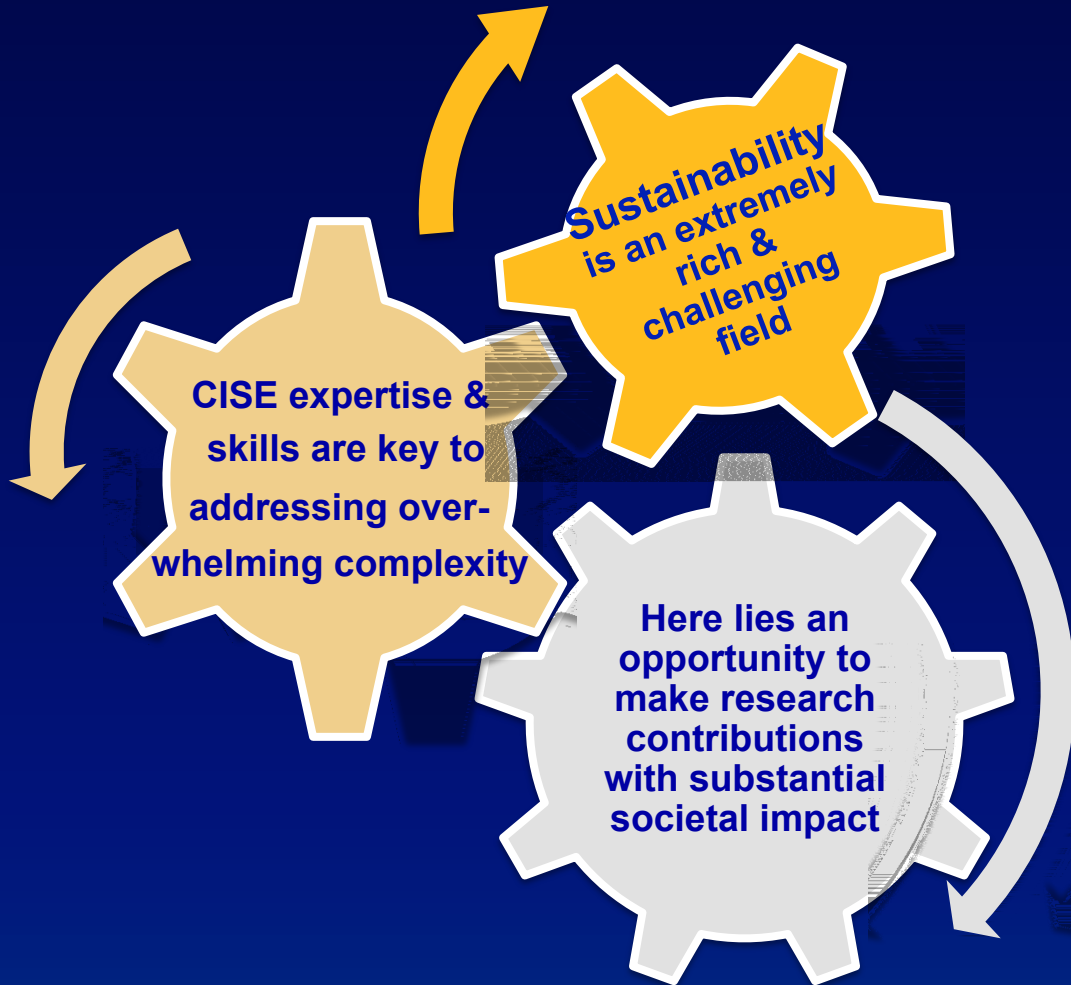 Sustainability
is an extremely
rich &
challenging
field
CISE expertise &
skills are key to
addressing over-
whelming complexity
Here lies an
opportunity to
make research
contributions
with substantial
societal impact